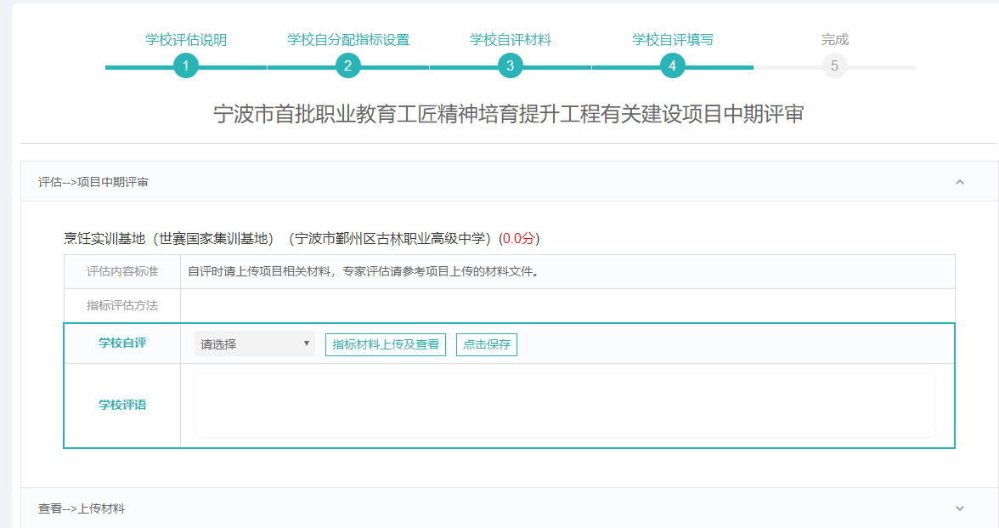 学校评估说明
学校自分配指标设置
学校自评材料
学校自评填写
完成
1
2
3
4
5
宁波市首批职业教育工匠精神培育提升工程有关建设项目中期评审
评估-->项目中期评审
烹饪实训基地（世赛国家集训基地）（宁波市鄞州区古林职业高级中学）(0.0分)
评估内容标准
自评时请上传项目相关材料，专家评估请参考项目上传的材料文件。
指标评估方法
学校自评
请选择
指标材料上传及查看
点击保存
学校评语
查看-->上传材料